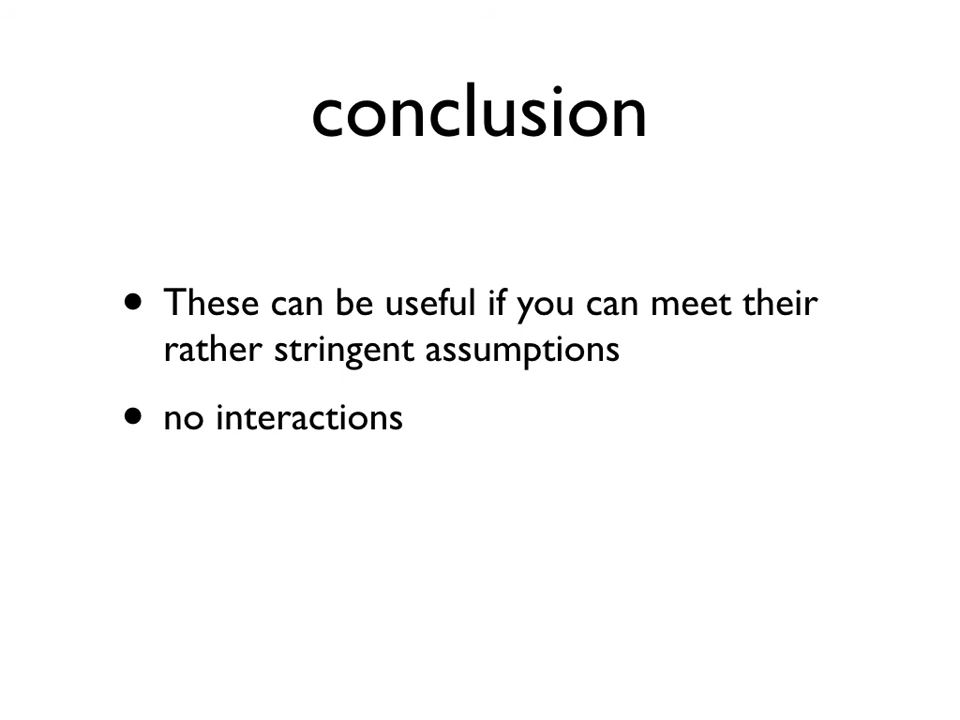 conclusion
• These can be useful if you can meet their
rather stringent assumptions
• no interactions